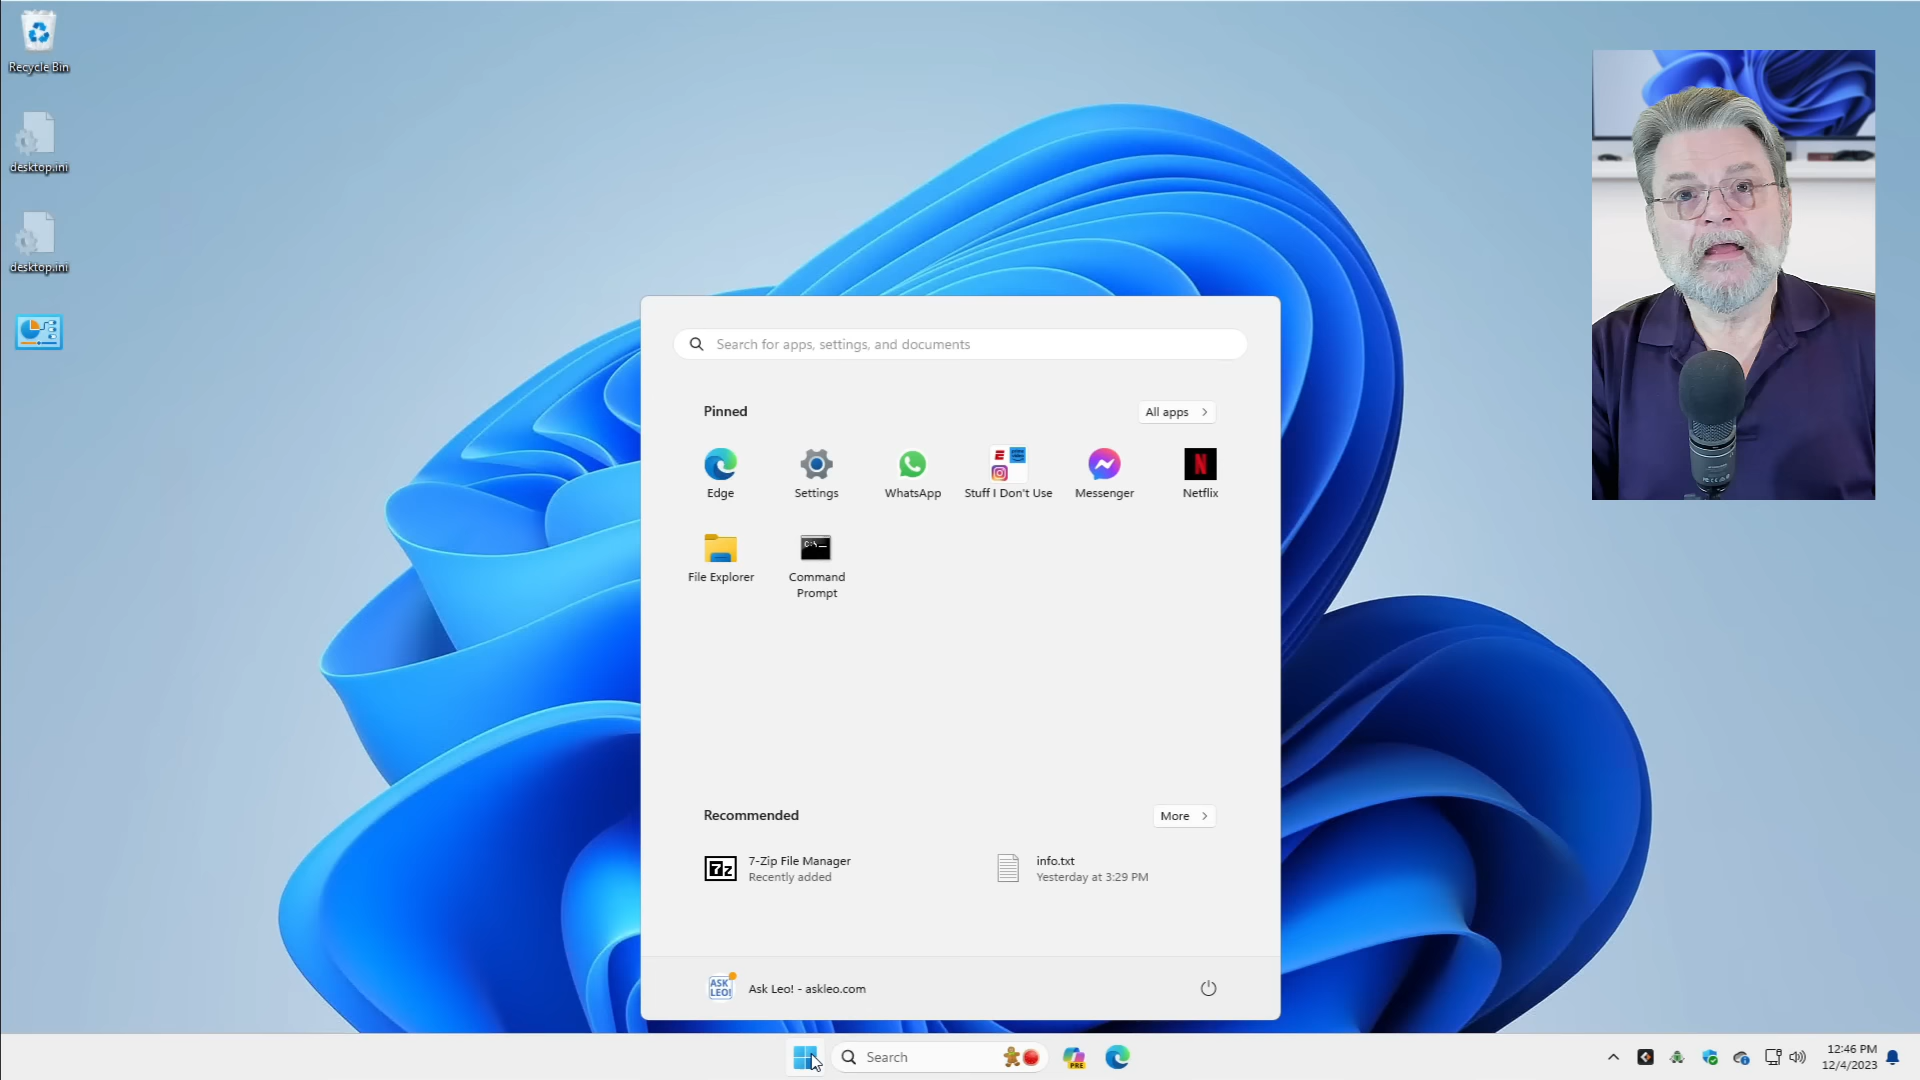 Recycle Bin
desktop.ini
desktop.ini
Search for apps, settings, and documents
Pinned
All apps
Edge
Settings
WhatsApp
Stuff I Don't Use
Messenger
Netflix
File Explorer
Command
Prompt
Recommended
More
7-Zip File Manager
Recently added
info.txt
Yesterday at 3:29 PM
ASK
LEO!
Ask Leo! - askleo.com
Search
PRE
12:46 PM
12/4/2023